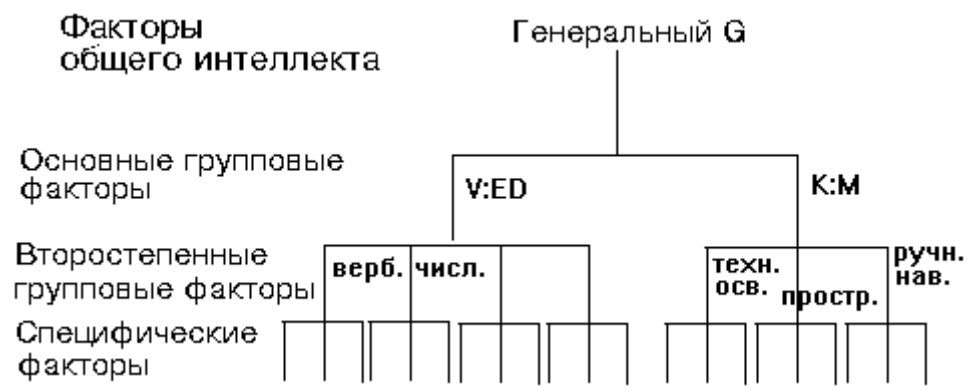 Факторы
общего интеллекта
Генеральный G
Основные групповые
факторы
V:ED
K:M
Второстепенные
групповые факторы
верб. числ.
техн.
осв.
простр.
ручн.
нав.
Специфические
факторы